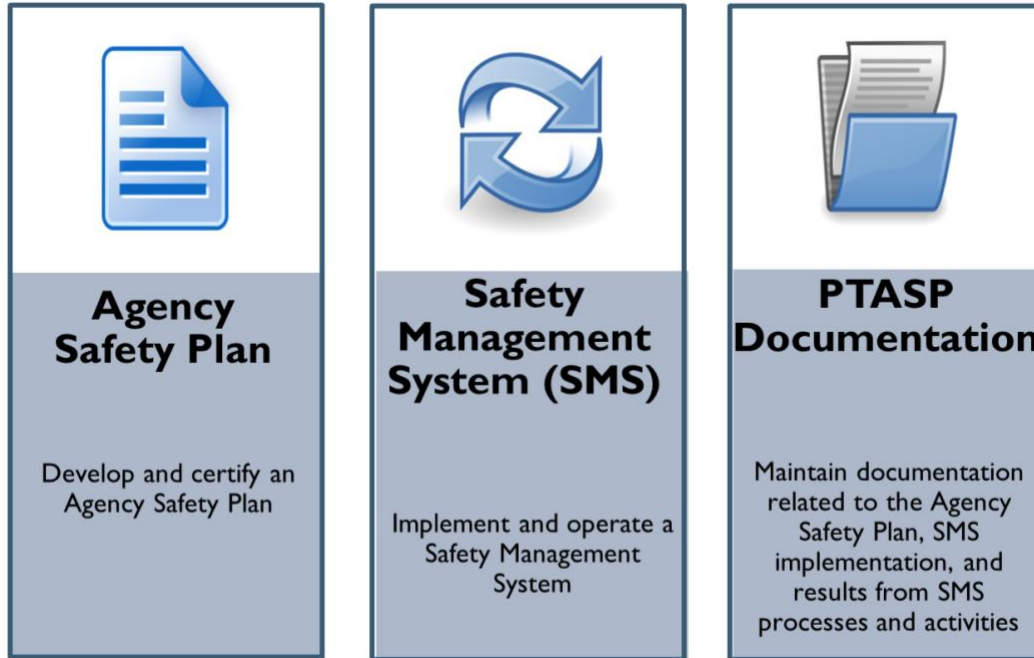 Agency
Safety Plan
Develop and certify an
Agency Safety Plan
Safety
Management
System (SMS)
Implement and operate a
Safety Management
System
PTASP
Documentation
Maintain documentation
related to the Agency
Safety Plan, SMS
implementation, and
results from SMS
processes and activities